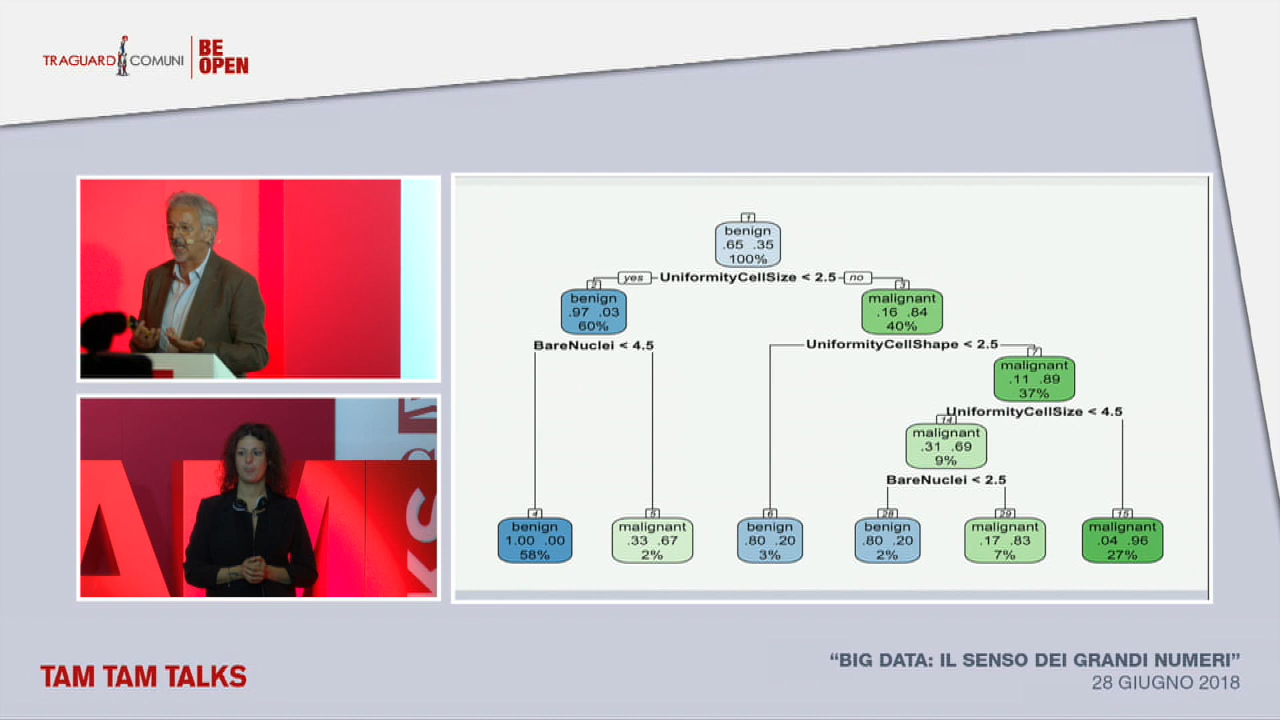 TRAGUARDI COMUNI
BE
OPEN
1
benign
.65 .35
100%
yes
UniformityCellSize < 2.5
no
2
benign
.97 .03
60%
BareNuclei < 4.5
3
malignant
.16 .84
40%
UniformityCellShape < 2.5
7
malignant
.11 .89
37%
UniformityCellSize < 4.5
14
malignant
.31 .69
9%
BareNuclei < 2.5
4
benign
1.00 .00
58%
5
malignant
.33 .67
2%
6
benign
.80 .20
3%
28
benign
.80 .20
2%
29
malignant
.17 .83
7%
15
malignant
.04 .96
27%
TAM TAM TALKS
“BIG DATA: IL SENSO DEI GRANDI NUMERI”
28 GIUGNO 2018